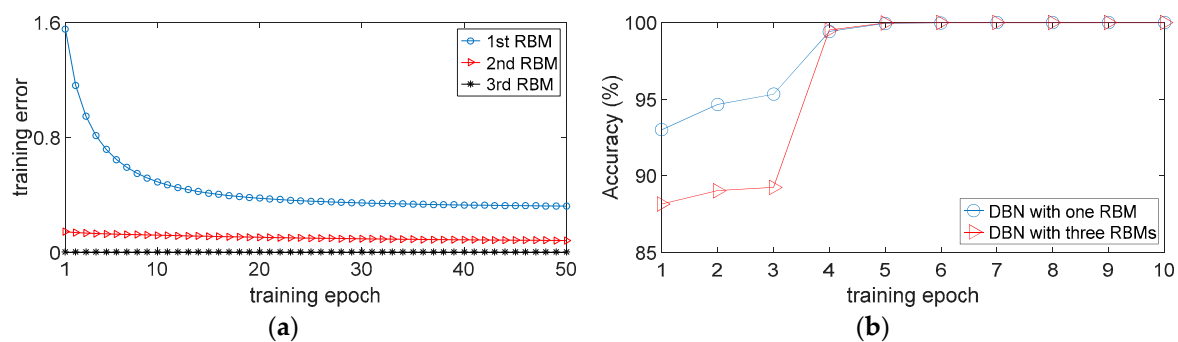 1.6
0.8
0
training error
1st RBM
2nd RBM
3rd RBM
1 10 20 30 40 50
training epoch
(a)
100
95
90
85
Accuracy (%)
DBN with one RBM
DBN with three RBMs
1 2 3 4 5 6 7 8 9 10
training epoch
(b)